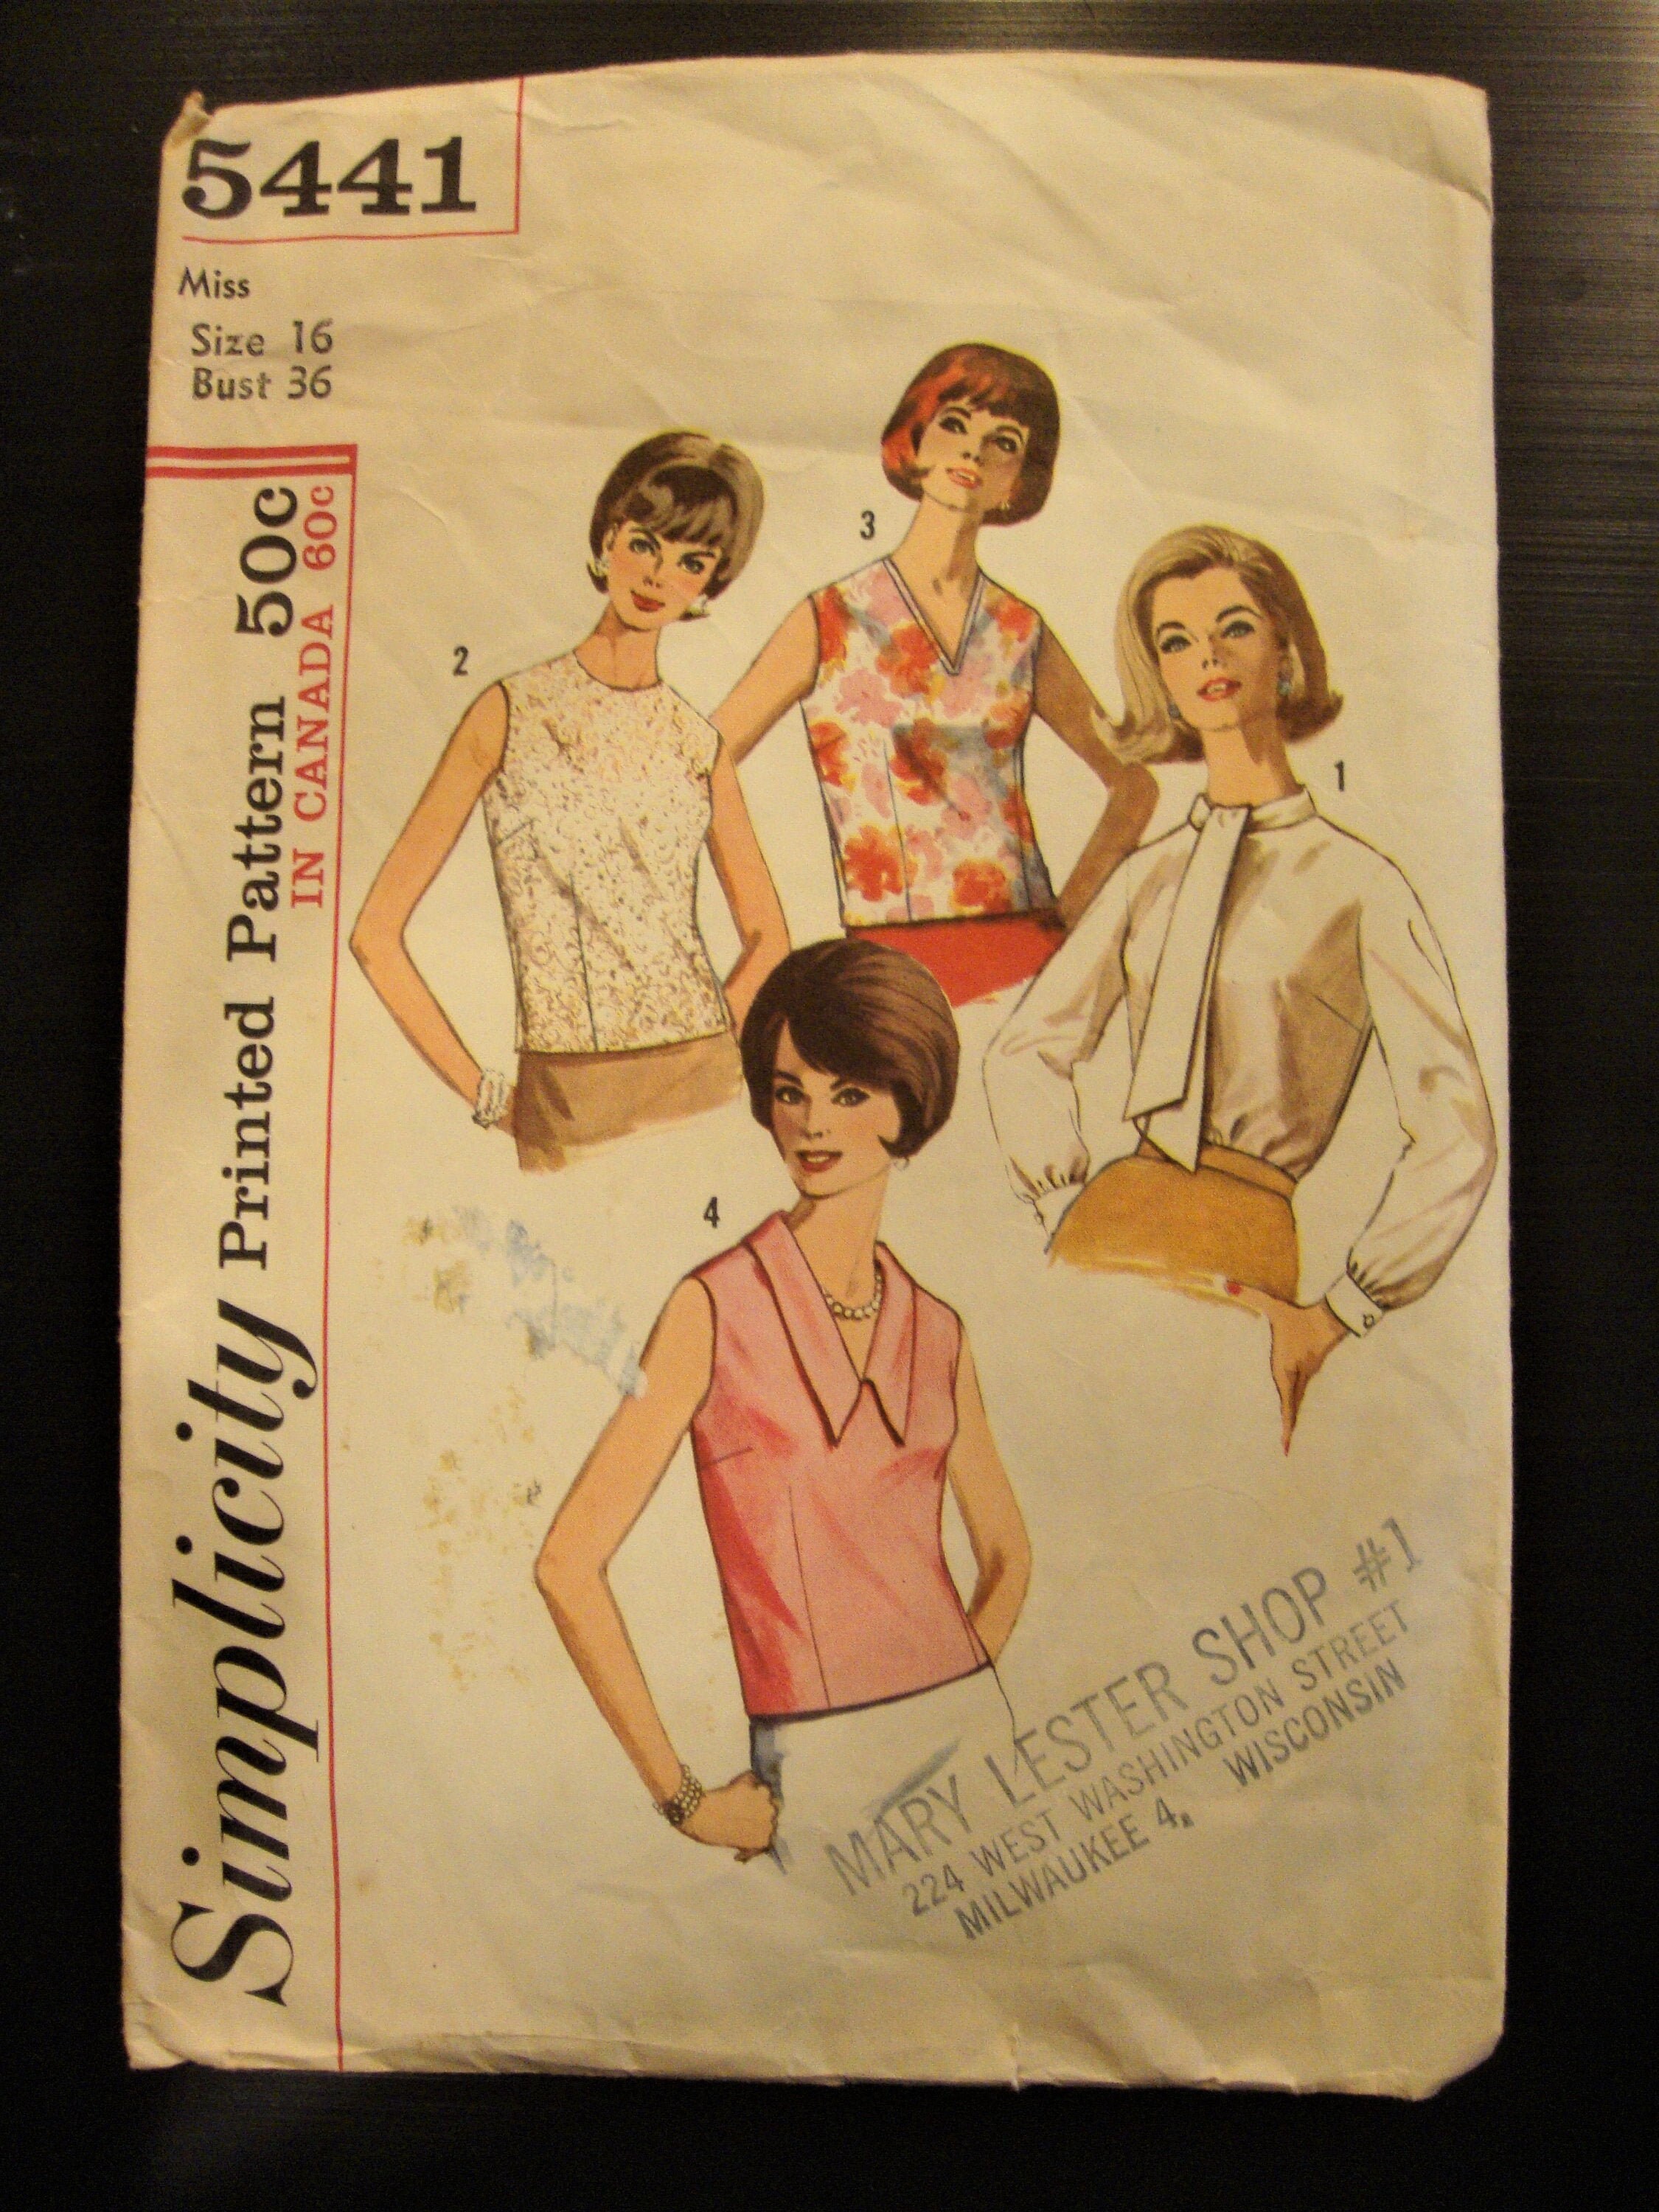 5441
Miss
Size 16
Bust 36
Simplicity Printed Pattern 50c
IN CANADA 60c
2
3
1
4
MARY LESTER SHOP #1
224 WEST WASHINGTON STREET
MILWAUKEE 4, WISCONSIN